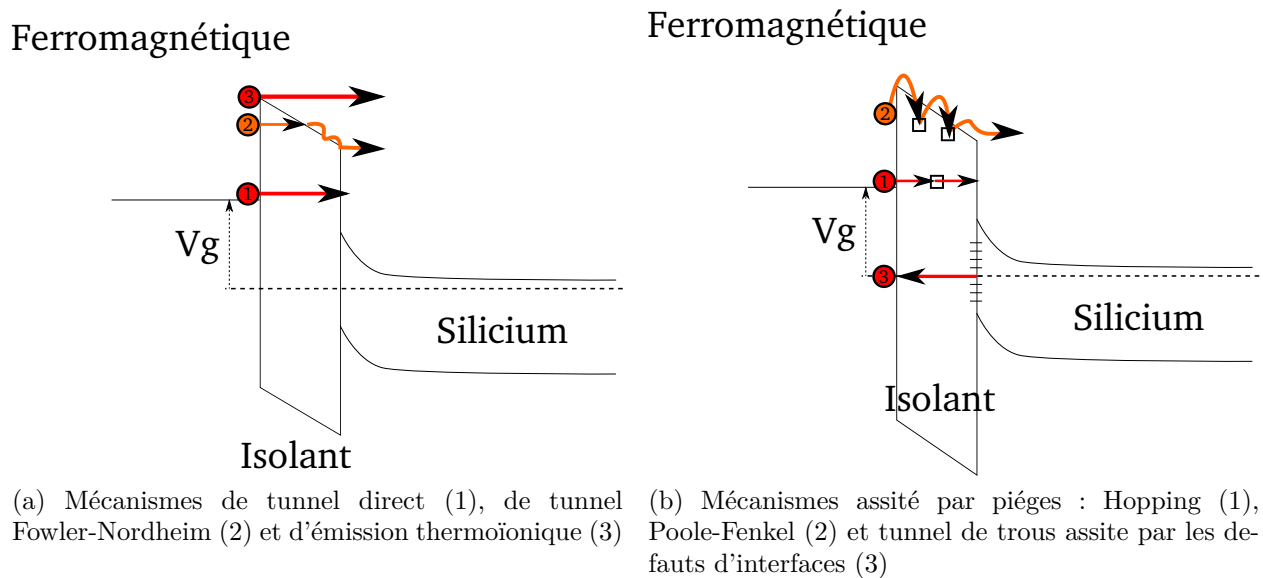 Ferromagnétique
3
2
1
Vg
Silicium
Isolant
(a) Mécanismes de tunnel direct (1), de tunnel
Fowler-Nordheim (2) et d'émission thermoïonique (3)
Ferromagnétique
2
1
Vg
3
Silicium
Isolant
(b) Mécanismes assité par piéges : Hopping (1),
Poole-Fenkel (2) et tunnel de trous assite par les de-
fauts d'interfaces (3)